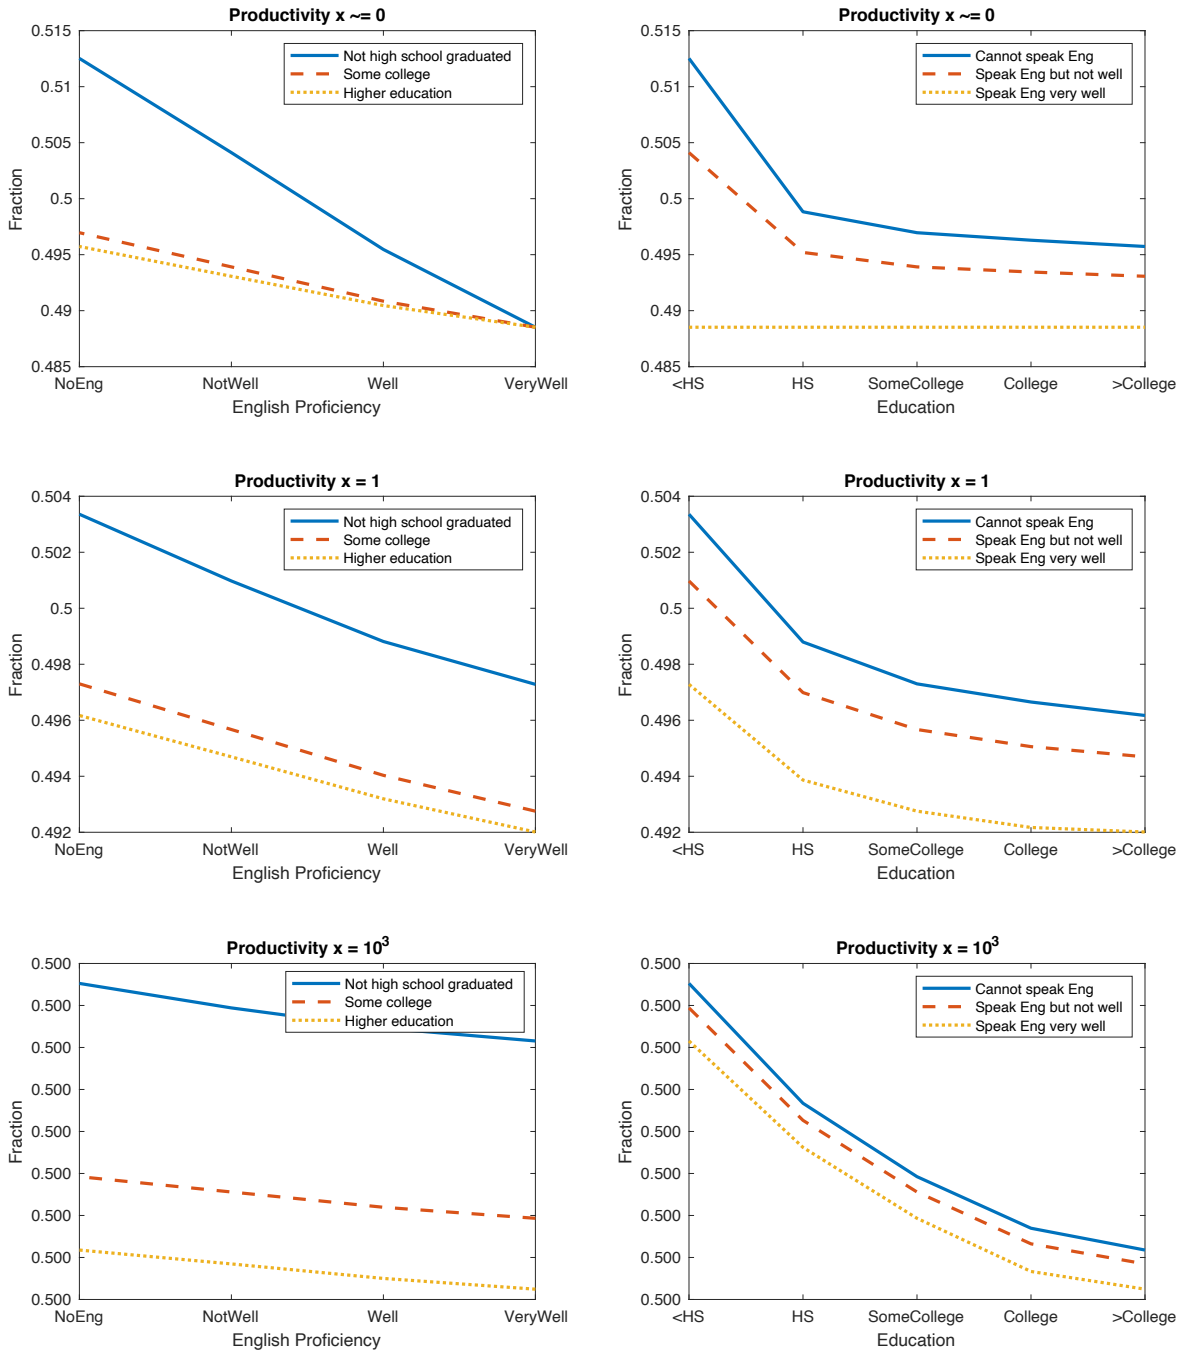 Productivity x ~= 0
Fraction
0.515
0.51
0.505
0.5
0.495
0.49
0.485
Not high school graduated
Some college
Higher education
NoEng NotWell Well VeryWell
English Proficiency
Productivity x ~= 0
Fraction
0.515
0.51
0.505
0.5
0.495
0.49
0.485
Cannot speak Eng
Speak Eng but not well
Speak Eng very well
<HS HS SomeCollege College >College
Education
Productivity x = 1
Fraction
0.504
0.502
0.5
0.498
0.496
0.494
0.492
Not high school graduated
Some college
Higher education
NoEng NotWell Well VeryWell
English Proficiency
Productivity x = 1
Fraction
0.504
0.502
0.5
0.498
0.496
0.494
0.492
Cannot speak Eng
Speak Eng but not well
Speak Eng very well
<HS HS SomeCollege College >College
Education
Productivity x = 10³
Fraction
0.500
0.500
0.500
0.500
0.500
0.500
0.500
0.500
0.500
Not high school graduated
Some college
Higher education
NoEng NotWell Well VeryWell
English Proficiency
Productivity x = 10³
Fraction
0.500
0.500
0.500
0.500
0.500
0.500
0.500
0.500
0.500
Cannot speak Eng
Speak Eng but not well
Speak Eng very well
<HS HS SomeCollege College >College
Education